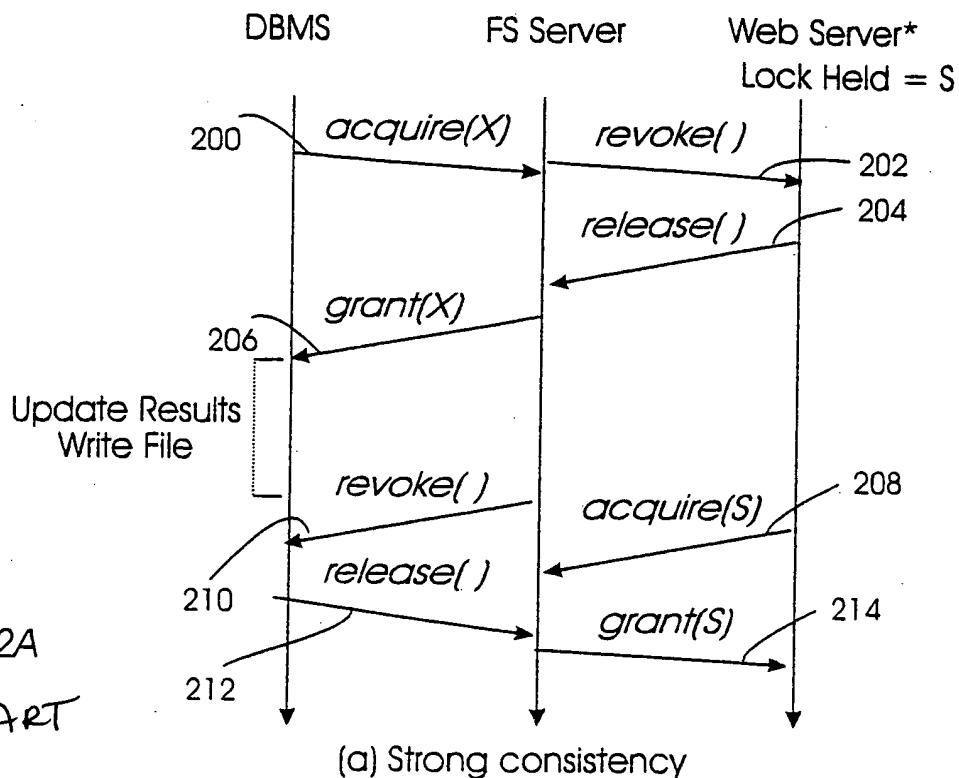 DBMS FS Server Web Server*
Lock Held = S
200 acquire(X) revoke( ) 202
release( ) 204
grant(X)
206
Update Results
Write File
revoke( ) acquire(S) 208
210 release( ) grant(S) 214
2A
212
ART
(a) Strong consistency